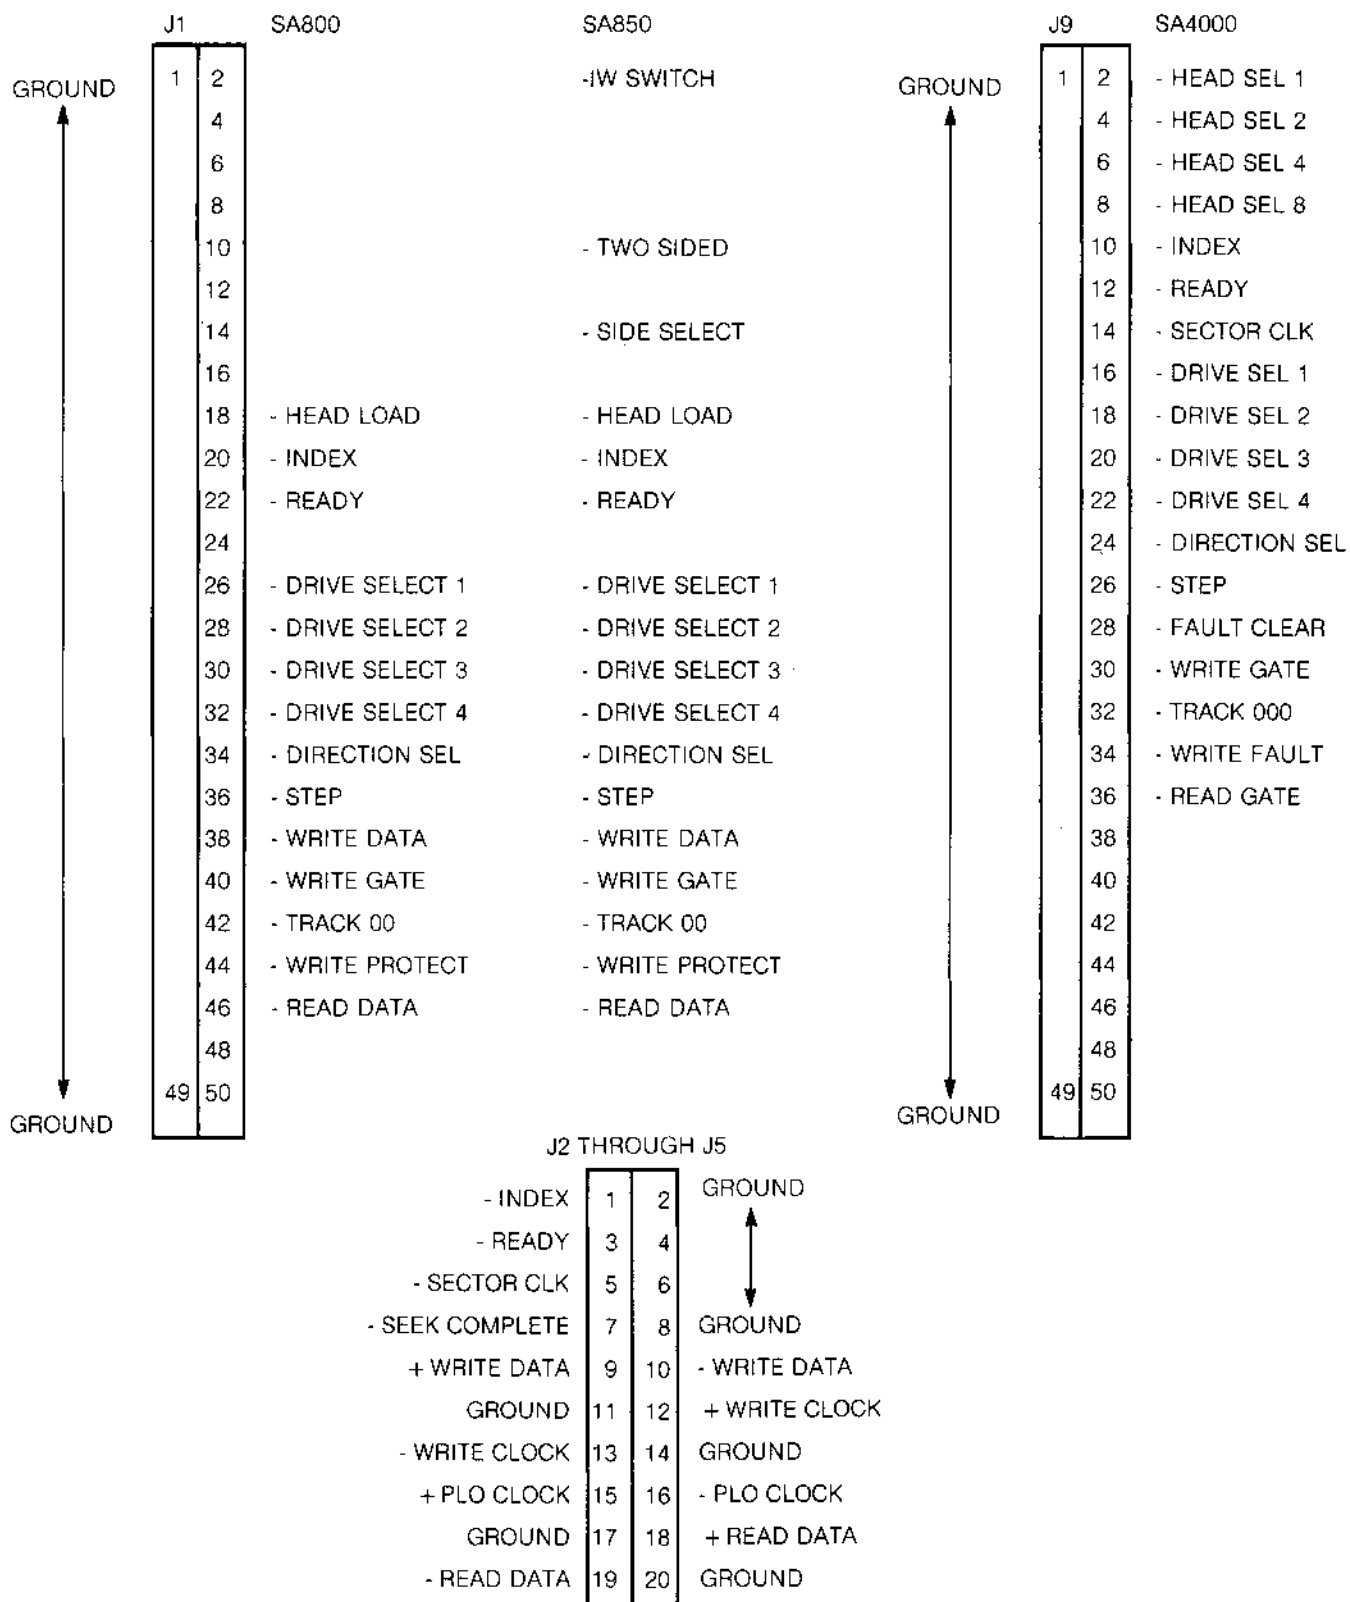 J1 SA800 SA850 J9 SA4000
GROUND 1 2 -IW SWITCH GROUND 1 2 - HEAD SEL 1
4 4 - HEAD SEL 2
6 6 - HEAD SEL 4
8 8 - HEAD SEL 8
10 - TWO SIDED 10 - INDEX
12 12 - READY
14 - SIDE SELECT 14 - SECTOR CLK
16 16 - DRIVE SEL 1
18 - HEAD LOAD - HEAD LOAD 18 - DRIVE SEL 2
20 - INDEX - INDEX 20 - DRIVE SEL 3
22 - READY - READY 22 - DRIVE SEL 4
24 24 - DIRECTION SEL
26 - DRIVE SELECT 1 - DRIVE SELECT 1 26 - STEP
28 - DRIVE SELECT 2 - DRIVE SELECT 2 28 - FAULT CLEAR
30 - DRIVE SELECT 3 - DRIVE SELECT 3 30 - WRITE GATE
32 - DRIVE SELECT 4 - DRIVE SELECT 4 32 - TRACK 000
34 - DIRECTION SEL - DIRECTION SEL 34 - WRITE FAULT
36 - STEP - STEP 36 - READ GATE
38 - WRITE DATA - WRITE DATA 38
40 - WRITE GATE - WRITE GATE 40
42 - TRACK 00 - TRACK 00 42
44 - WRITE PROTECT - WRITE PROTECT 44
46 - READ DATA - READ DATA 46
48 48
49 50 49 50
GROUND GROUND
J2 THROUGH J5
- INDEX 1 2 GROUND
- READY 3 4
- SECTOR CLK 5 6
- SEEK COMPLETE 7 8 GROUND
+ WRITE DATA 9 10 - WRITE DATA
GROUND 11 12 + WRITE CLOCK
- WRITE CLOCK 13 14 GROUND
+ PLO CLOCK 15 16 - PLO CLOCK
GROUND 17 18 + READ DATA
- READ DATA 19 20 GROUND